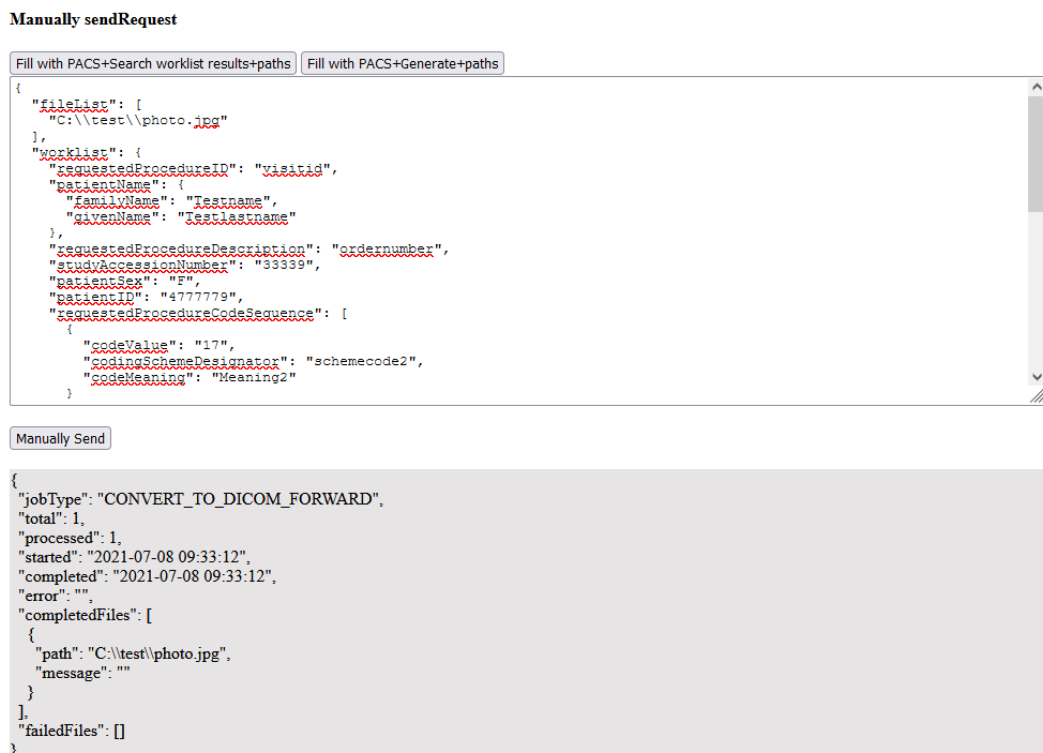 Manually sendRequest
Fill with PACS+Search worklist results+paths Fill with PACS+Generate+paths
{
  "fileList": [
    "C:\\test\\photo.jpg"
  ],
  "worklist": {
    "requestedProcedureID": "visitid",
    "patientName": {
      "familyName": "Testname",
      "givenName": "Testlastname"
    },
    "requestedProcedureDescription": "ordernumber",
    "studyAccessionNumber": "33339",
    "patientSex": "F",
    "patientID": "4777779",
    "requestedProcedureCodeSequence": [
      {
        "codeValue": "17",
        "codingSchemeDesignator": "schemecode2",
        "codeMeaning": "Meaning2"
      }
Manually Send
{
  "jobType": "CONVERT_TO_DICOM_FORWARD",
  "total": 1,
  "processed": 1,
  "started": "2021-07-08 09:33:12",
  "completed": "2021-07-08 09:33:12",
  "error": "",
  "completedFiles": [
    {
      "path": "C:\\test\\photo.jpg",
      "message": ""
    }
  ],
  "failedFiles": []
}